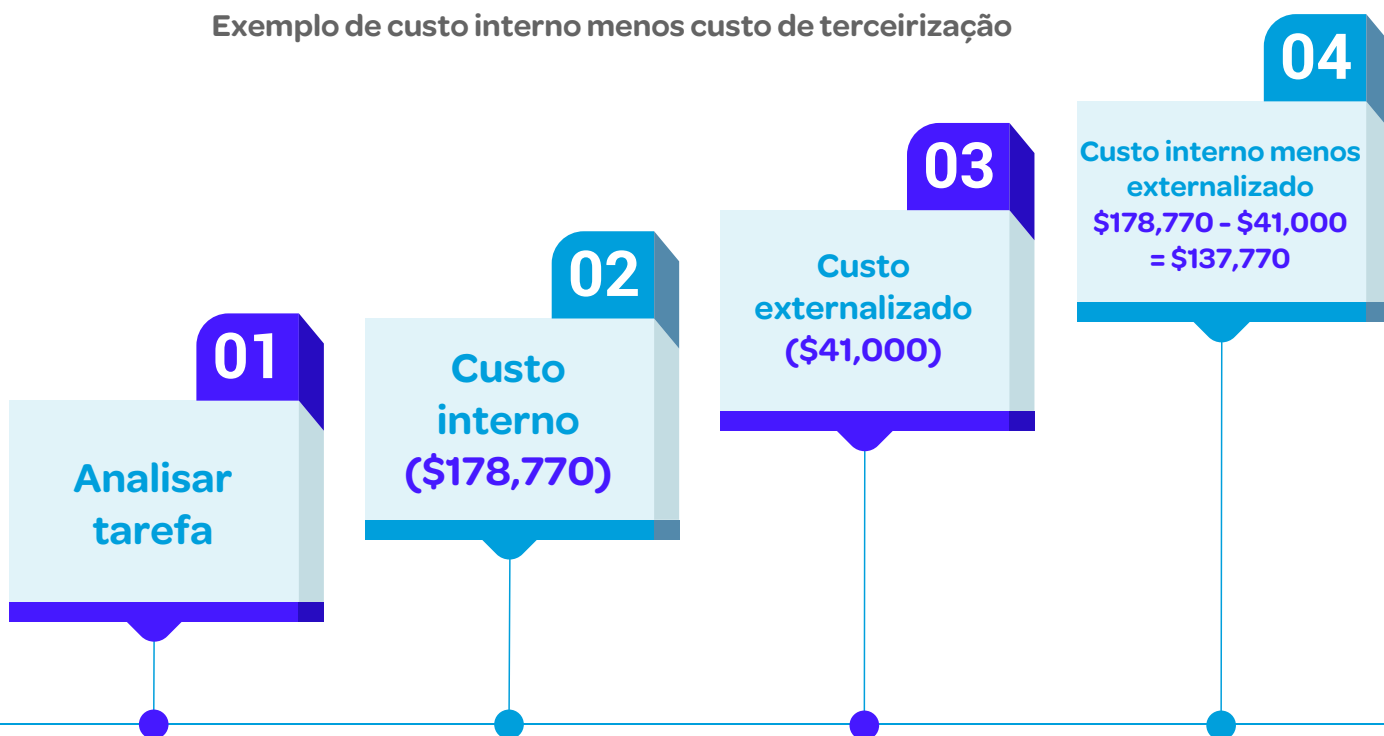 Exemplo de custo interno menos custo de terceirização
01
Analisar
tarefa
02
Custo
interno
($178,770)
03
Custo
externalizado
($41,000)
04
Custo interno menos
externalizado
$178,770 - $41,000
= $137,770